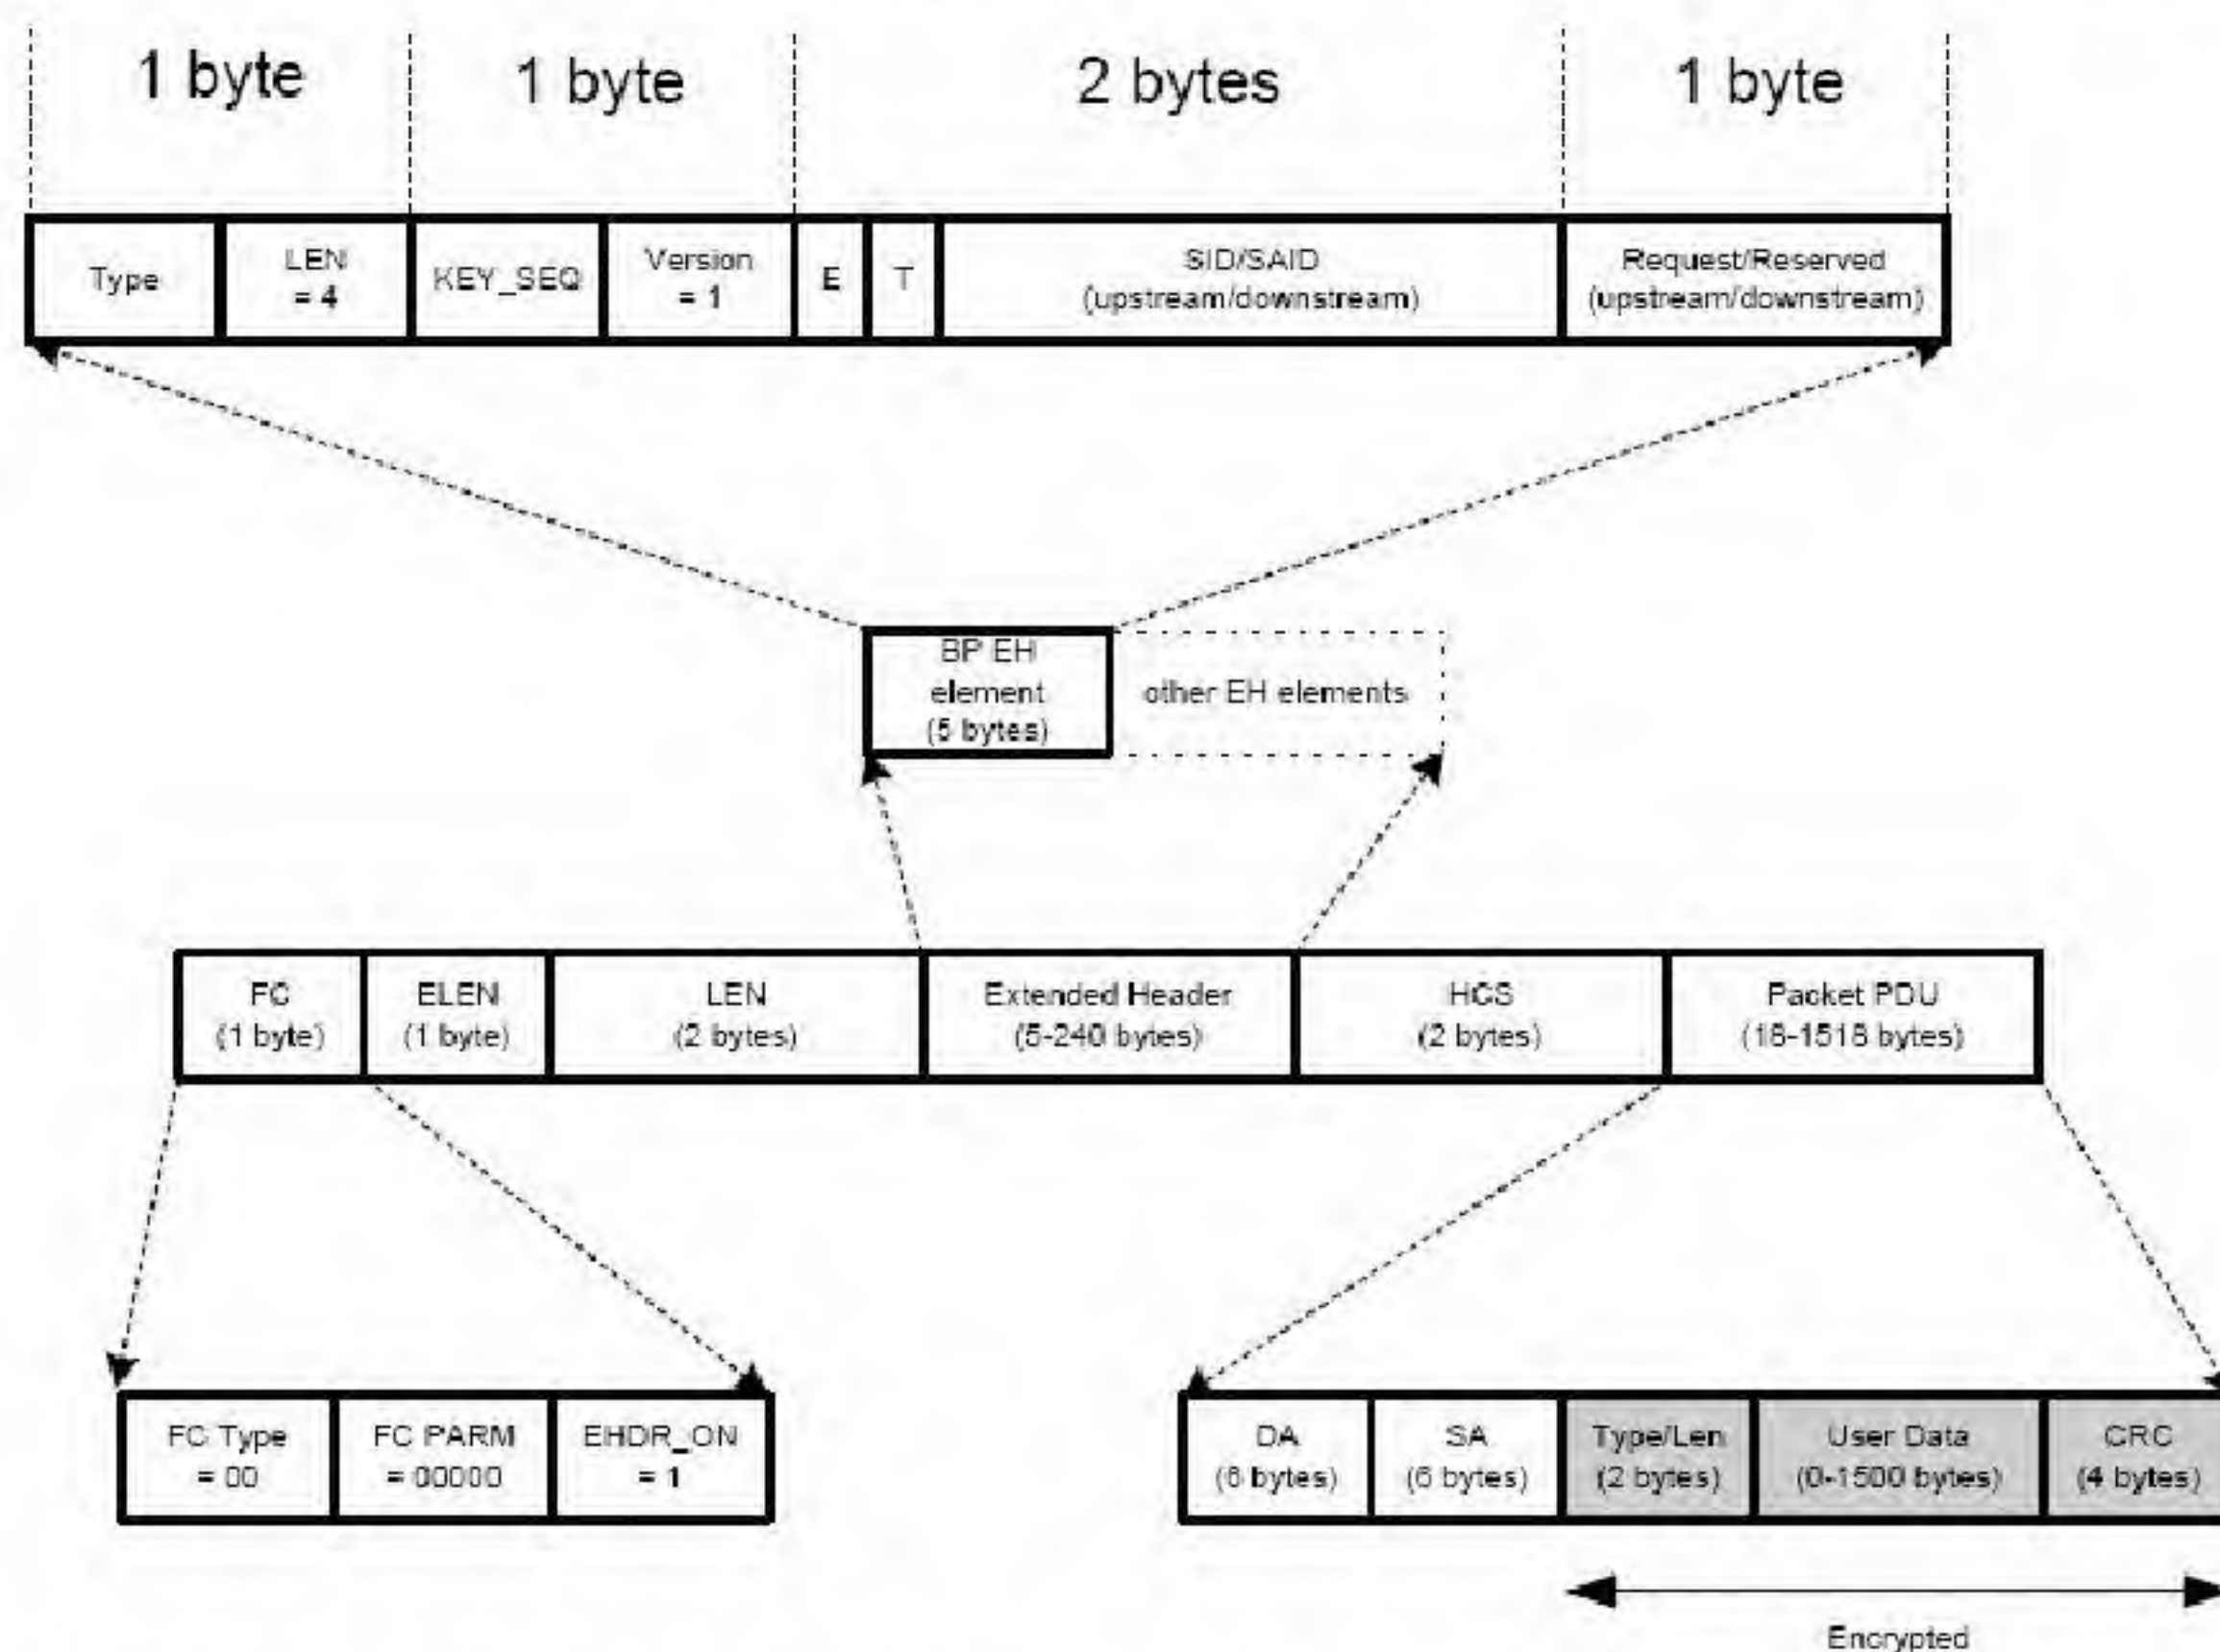 1 byte
1 byte
2 bytes
1 byte
Type
LEN
= 4
KEY_SEQ
Version
= 1
E
T
SID/SAID
(upstream/downstream)
Request/Reserved
(upstream/downstream)
BP EH
element
(5 bytes)
other EH elements
FC
(1 byte)
ELEN
(1 byte)
LEN
(2 bytes)
Extended Header
(5-240 bytes)
HCS
(2 bytes)
Packet PDU
(18-1518 bytes)
FC Type
= 00
FC PARM
= 00000
EHDR_ON
= 1
DA
(6 bytes)
SA
(6 bytes)
Type/Len
(2 bytes)
User Data
(0-1500 bytes)
CRC
(4 bytes)
Encrypted